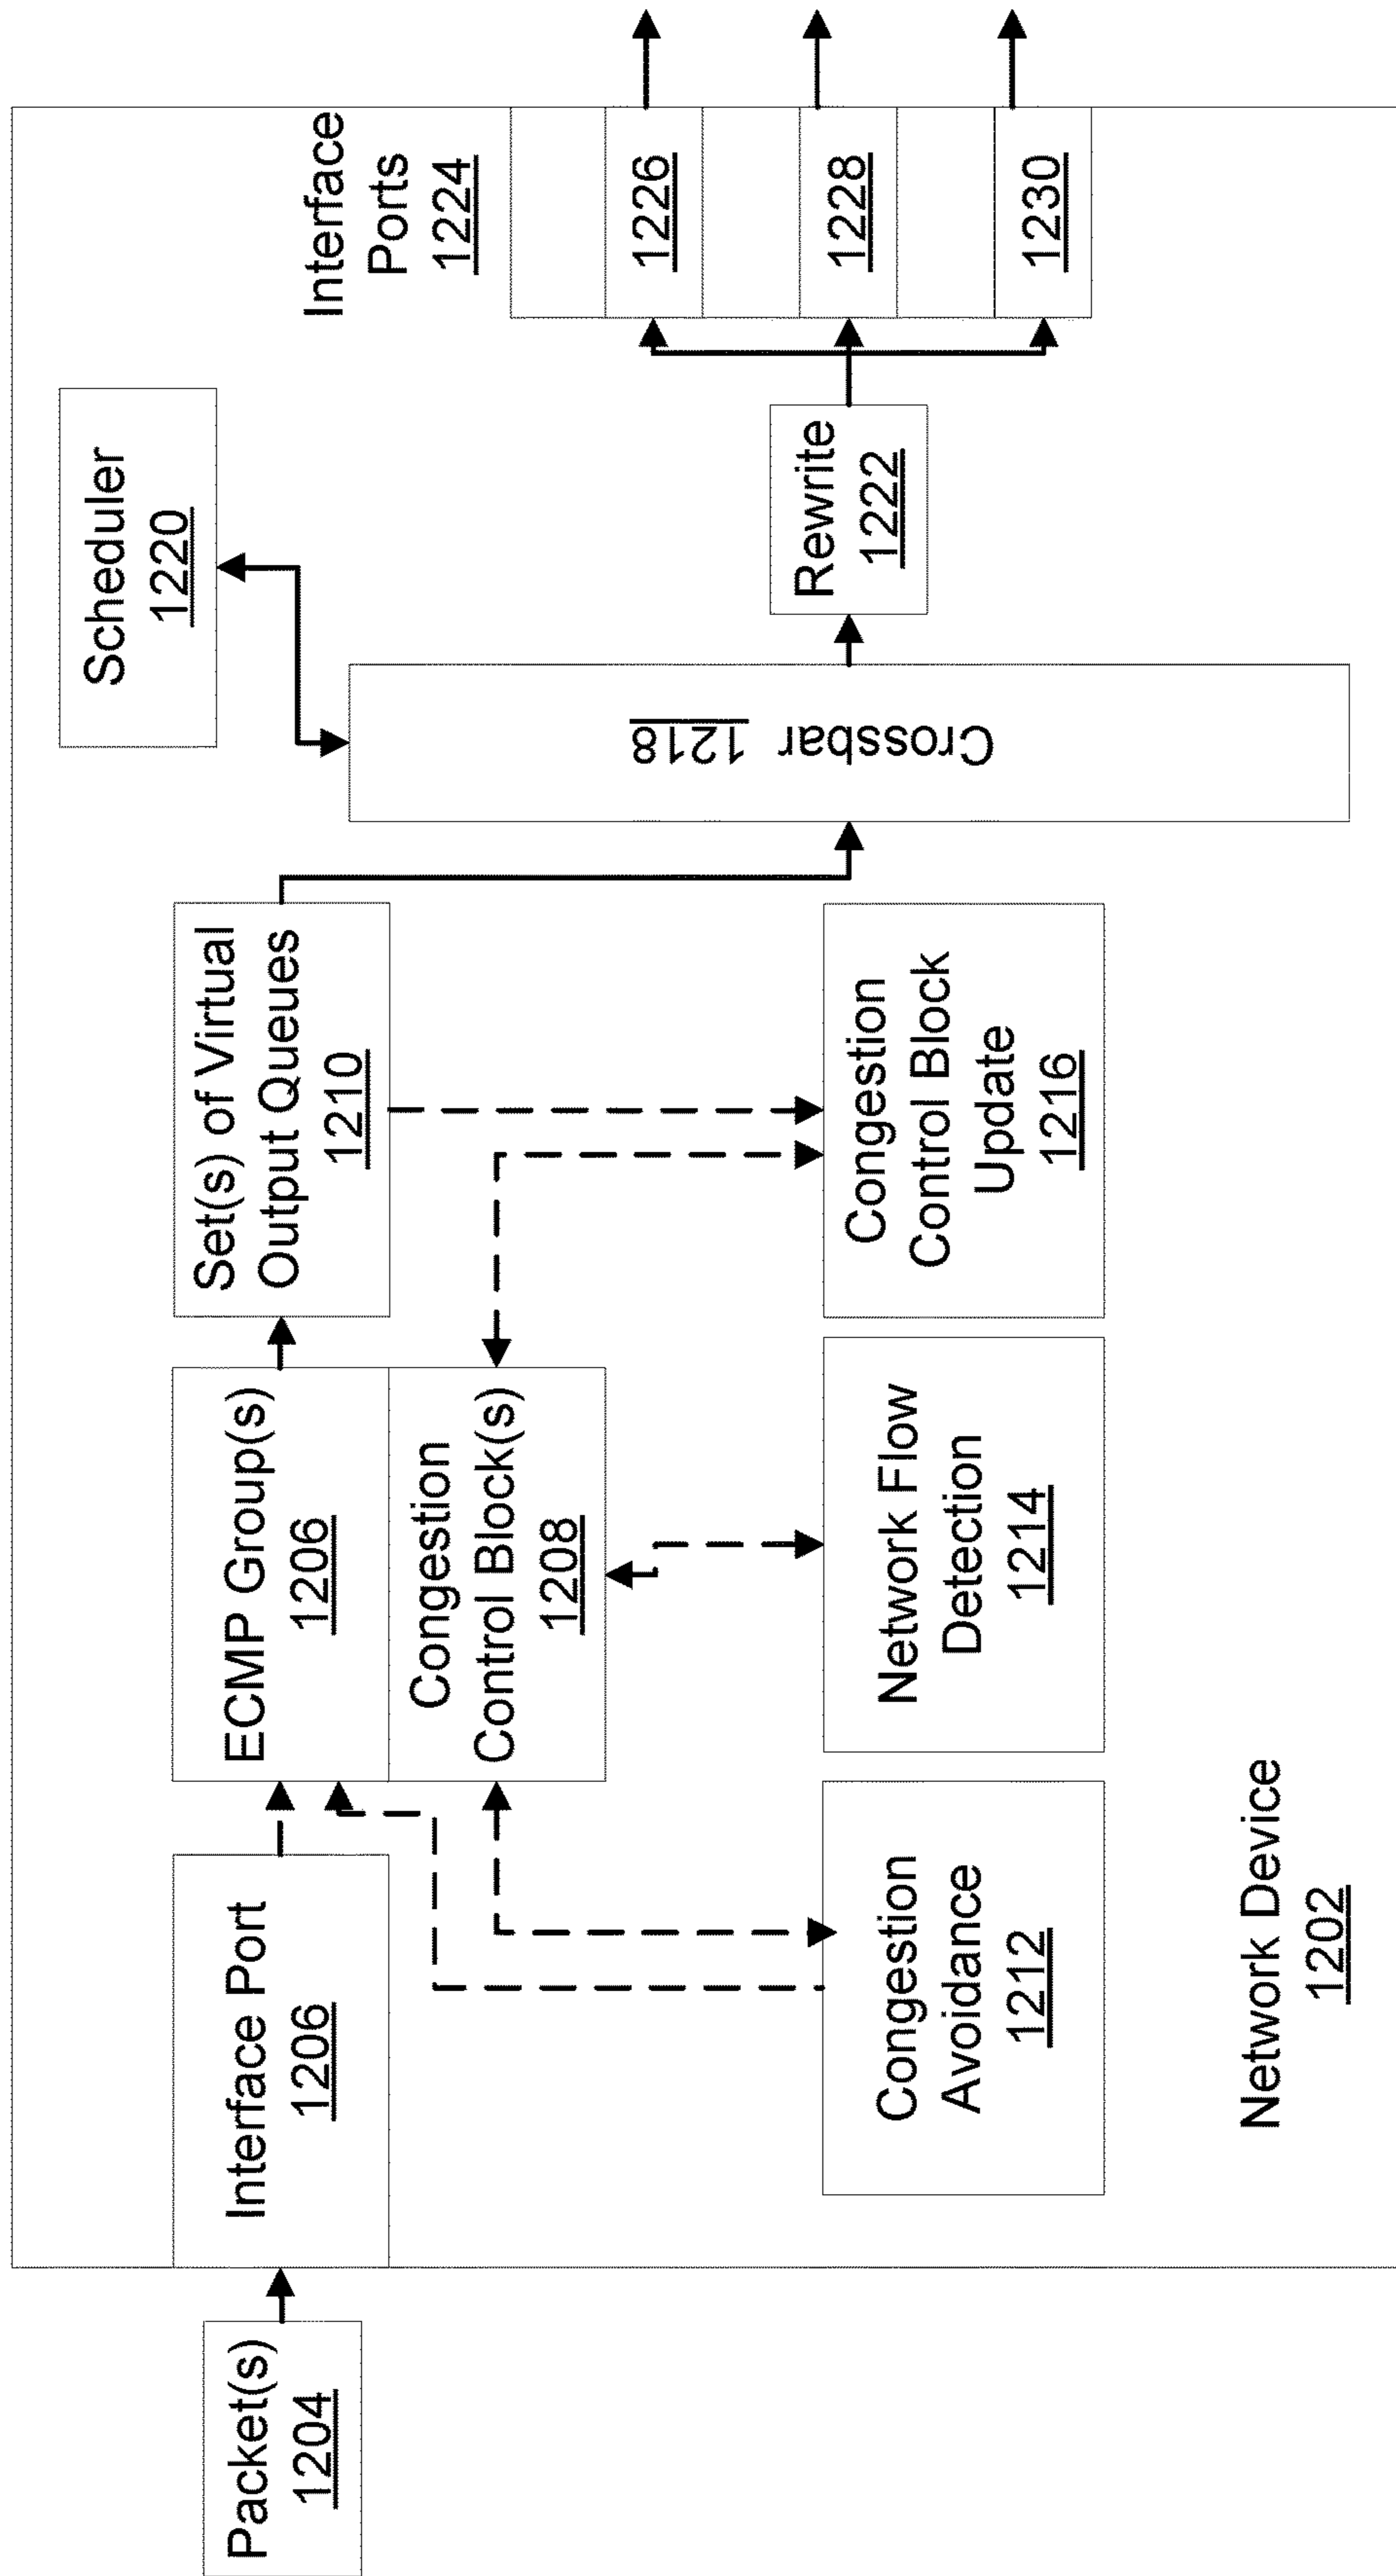 Packet(s)
1204
Interface Port
1206
ECMP Group(s)
1206
Congestion
Control Block(s)
1208
Set(s) of Virtual
Output Queues
1210
Congestion
Avoidance
1212
Network Flow
Detection
1214
Congestion
Control Block
Update
1216
Crossbar 1218
Scheduler
1220
Rewrite
1222
Interface
Ports
1224
1226
1228
1230
Network Device
1202